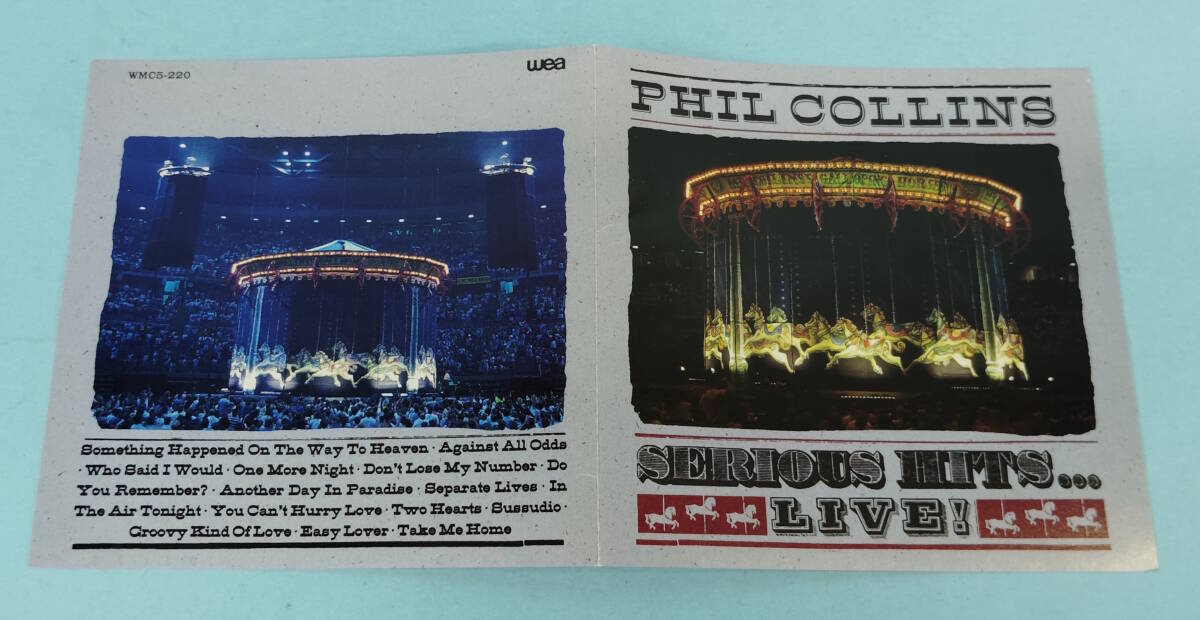 WMC5-220
wea
Something Happened On The Way To Heaven · Against All Odds
· Who Said I Would · One More Night · Don't Lose My Number · Do
You Remember? · Another Day In Paradise · Separate Lives · In
The Air Tonight · You Can't Hurry Love · Two Hearts · Sussudio ·
Groovy Kind Of Love · Easy Lover · Take Me Home
PHIL COLLINS
SERIOUS HITS...
LIVE!